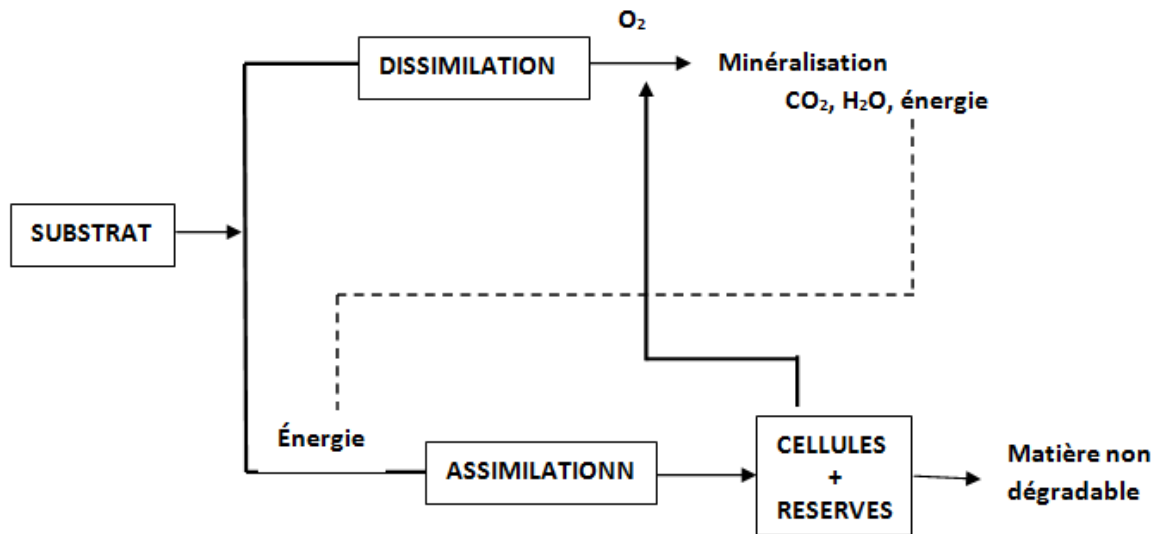 O₂
DISSIMILATION
Minéralisation
CO₂, H₂O, énergie
SUBSTRAT
Énergie
ASSIMILATIONN
CELLULES
+
RESERVES
Matière non
dégradable